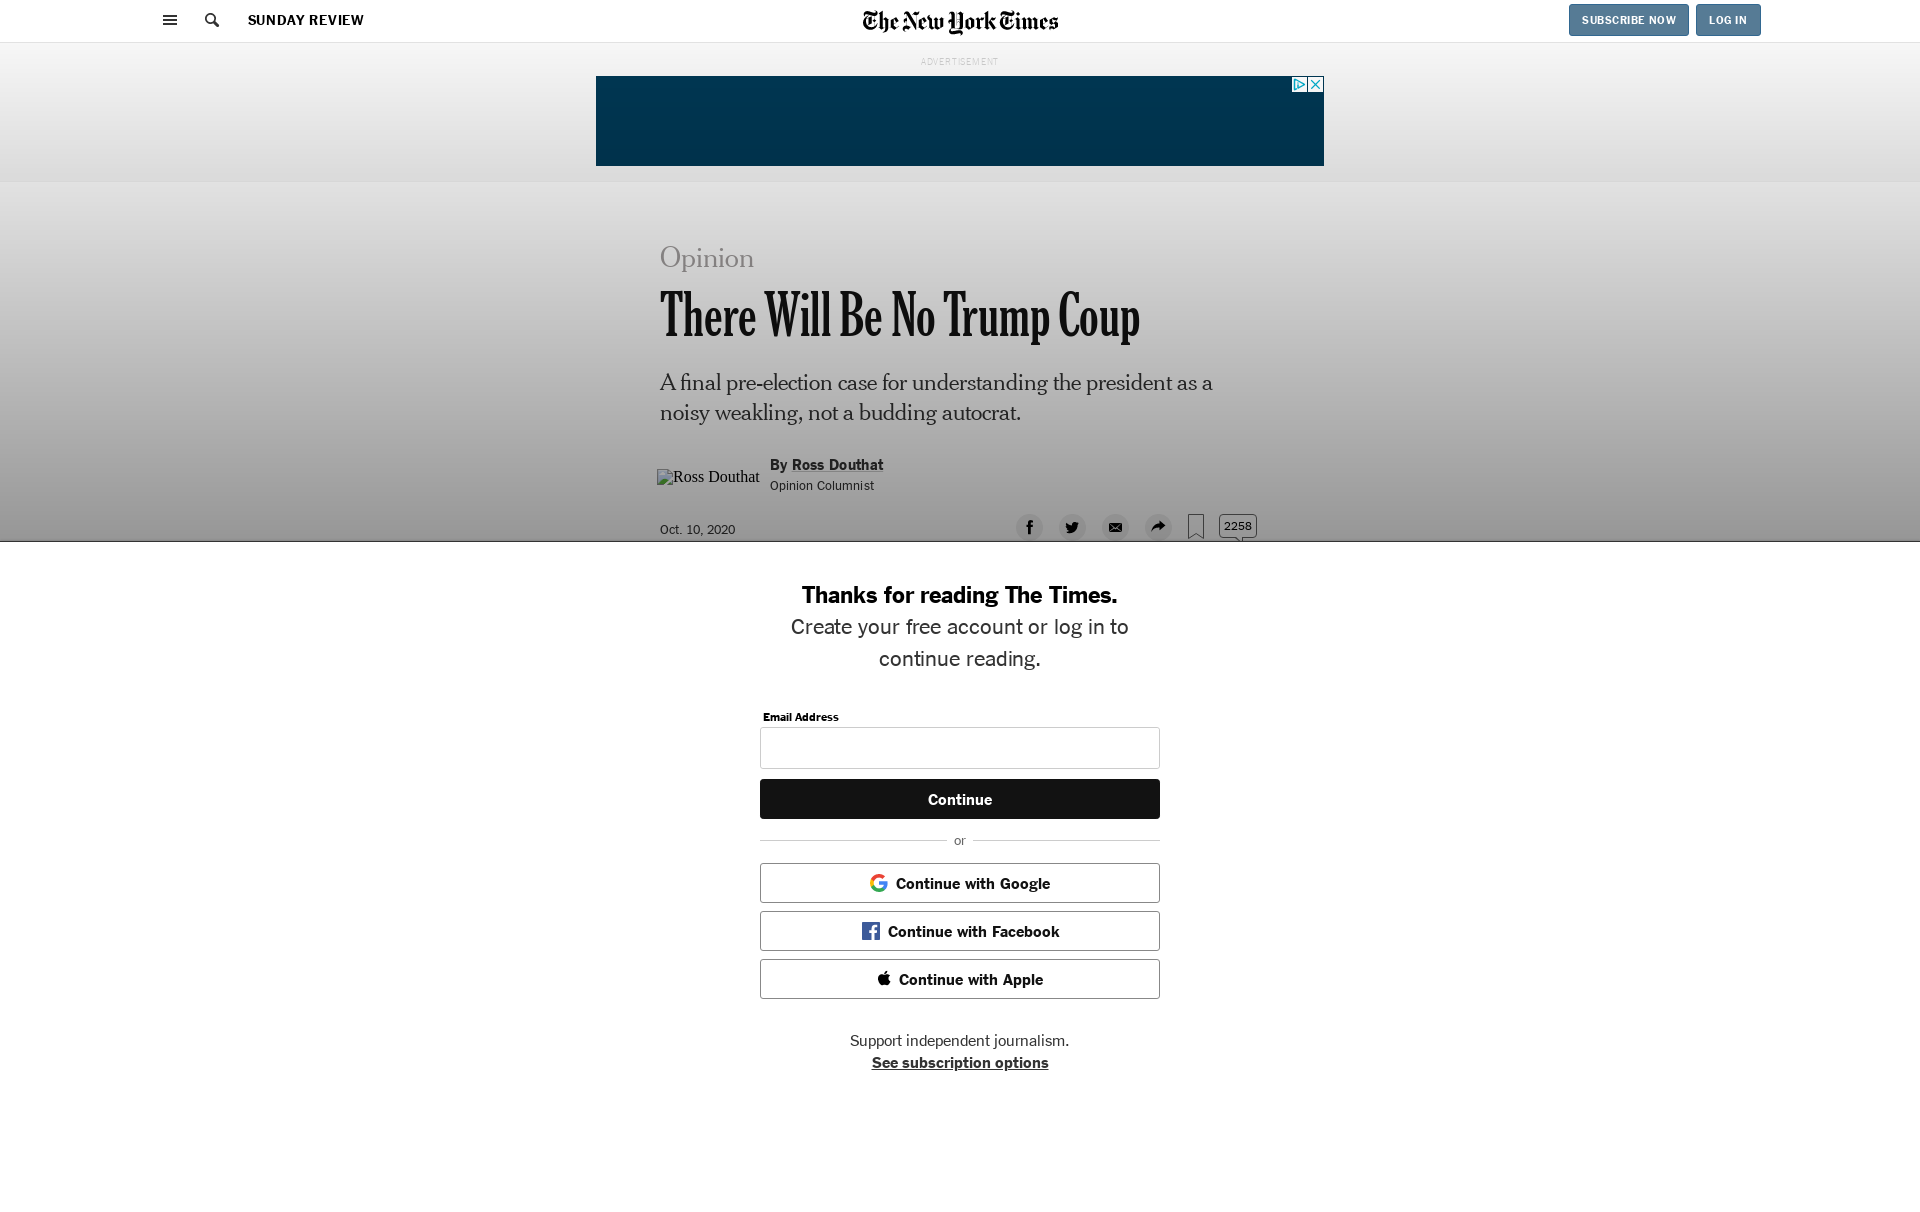 SUNDAY REVIEW
The New York Times
SUBSCRIBE NOW
LOG IN
ADVERTISEMENT
Opinion
There Will Be No Trump Coup
A final pre-election case for understanding the president as a
noisy weakling, not a budding autocrat.
Ross Douthat
By Ross Douthat
Opinion Columnist
Oct. 10, 2020
2258
Thanks for reading The Times.
Create your free account or log in to
continue reading.
Email Address
Continue
or
Continue with Google
Continue with Facebook
Continue with Apple
Support independent journalism.
See subscription options